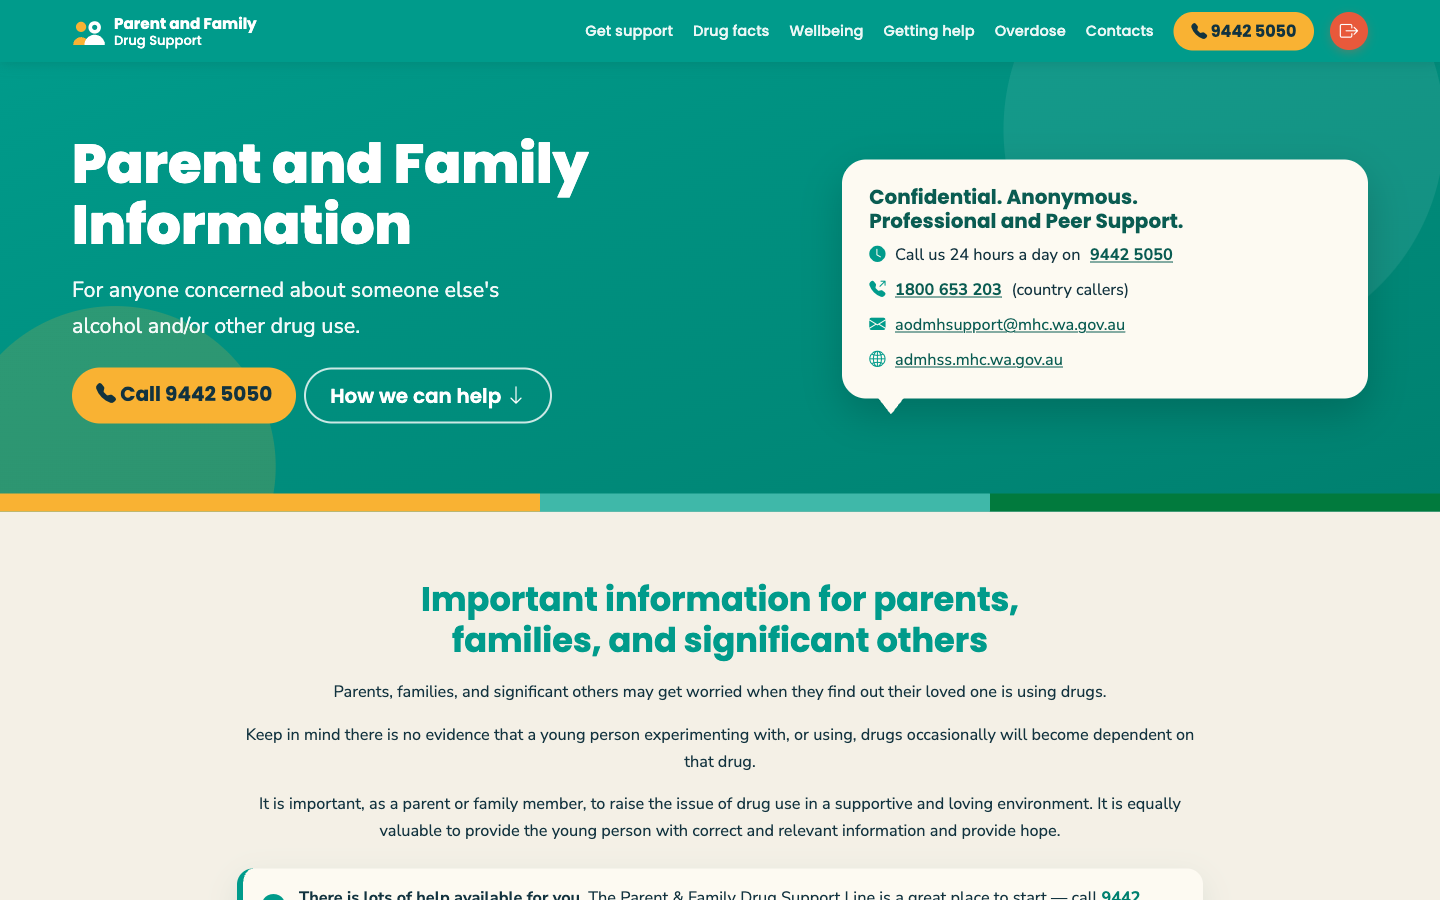 Parent and Family
Drug Support
Get support
Drug facts
Wellbeing
Getting help
Overdose
Contacts
9442 5050
Parent and Family
Information
For anyone concerned about someone else's
alcohol and/or other drug use.
Call 9442 5050
How we can help
Confidential. Anonymous.
Professional and Peer Support.
Call us 24 hours a day on 9442 5050
1800 653 203 (country callers)
aodmhsupport@mhc.wa.gov.au
admhss.mhc.wa.gov.au
Important information for parents,
families, and significant others
Parents, families, and significant others may get worried when they find out their loved one is using drugs.
Keep in mind there is no evidence that a young person experimenting with, or using, drugs occasionally will become dependent on
that drug.
It is important, as a parent or family member, to raise the issue of drug use in a supportive and loving environment. It is equally
valuable to provide the young person with correct and relevant information and provide hope.
There is lots of help available for you. The Parent & Family Drug Support Line is a great place to start — call 9442